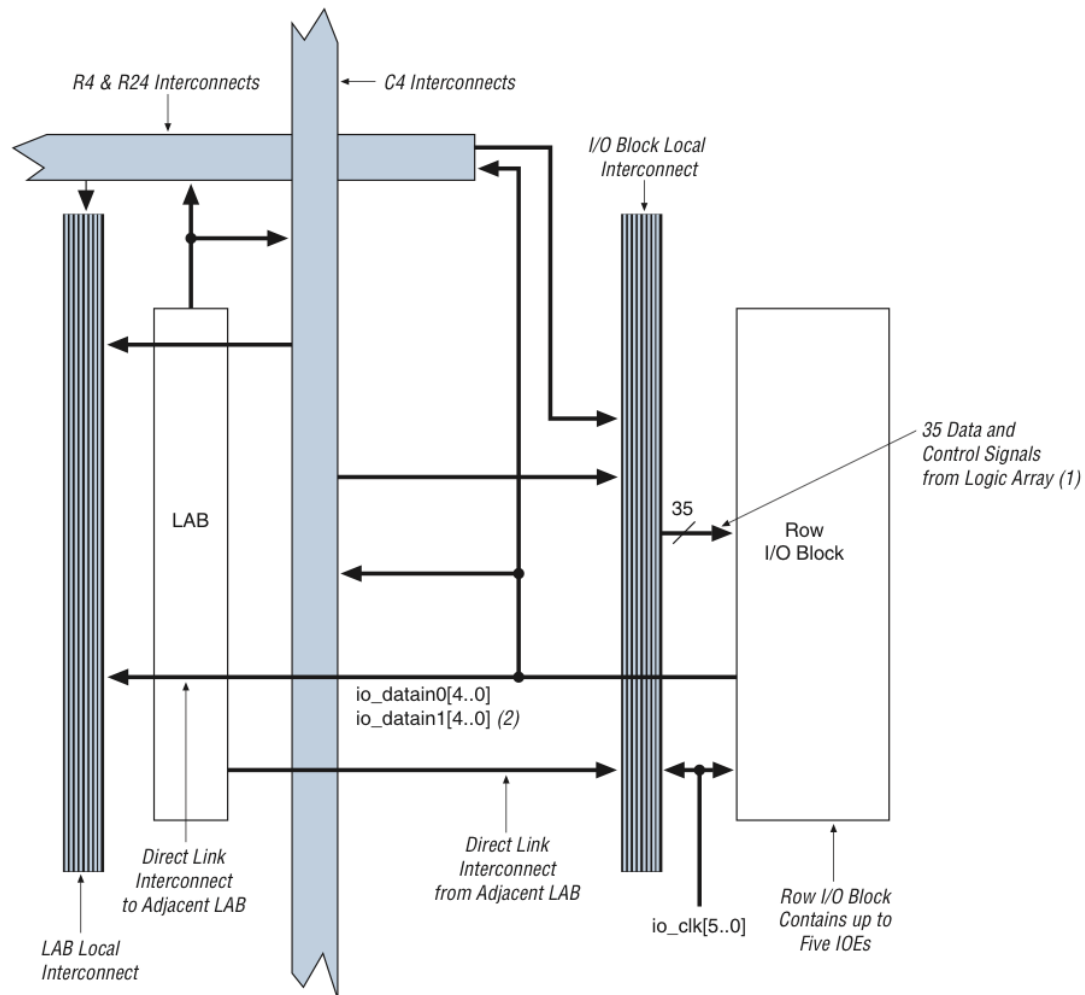 R4 & R24 Interconnects
C4 Interconnects
I/O Block Local
Interconnect
35 Data and
Control Signals
from Logic Array (1)
35
LAB
Row
I/O Block
io_datain0[4..0]
io_datain1[4..0] (2)
Direct Link
Interconnect
to Adjacent LAB
Direct Link
Interconnect
from Adjacent LAB
io_clk[5..0]
Row I/O Block
Contains up to
Five IOEs
LAB Local
Interconnect